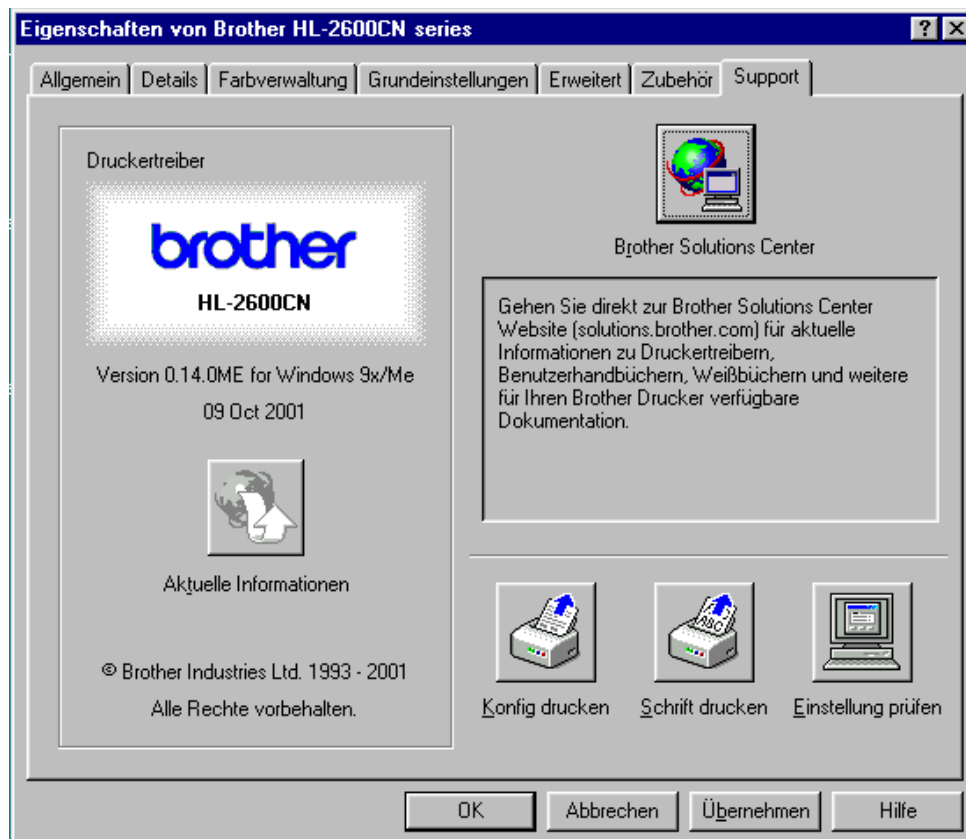 Eigenschaften von Brother HL-2600CN series
Allgemein Details Farbverwaltung Grundeinstellungen Erweitert Zubehör Support
Druckertreiber
brother
HL-2600CN
Version 0.14.0ME for Windows 9x/Me
09 Oct 2001
Aktuelle Informationen
© Brother Industries Ltd. 1993 - 2001
Alle Rechte vorbehalten.
Brother Solutions Center
Gehen Sie direkt zur Brother Solutions Center
Website (solutions.brother.com) für aktuelle
Informationen zu Druckertreibern,
Benutzerhandbüchern, Weißbüchern und weitere
für Ihren Brother Drucker verfügbare
Dokumentation.
ABC
Konfig drucken Schrift drucken Einstellung prüfen
OK Abbrechen Übernehmen Hilfe